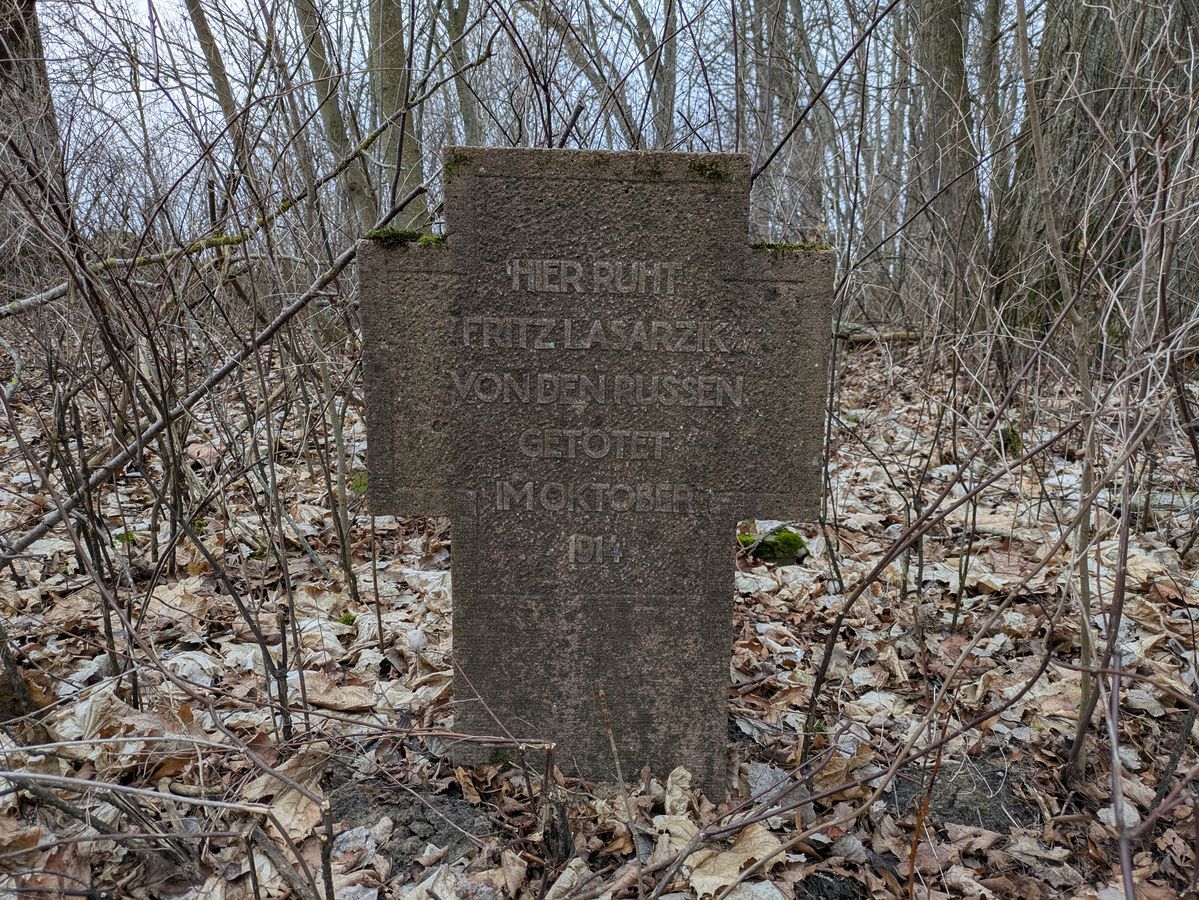 HIER RUHT
FRITZ LASARZIK
VON DEN RUSSEN
GETÖTET
IM OKTOBER
1914